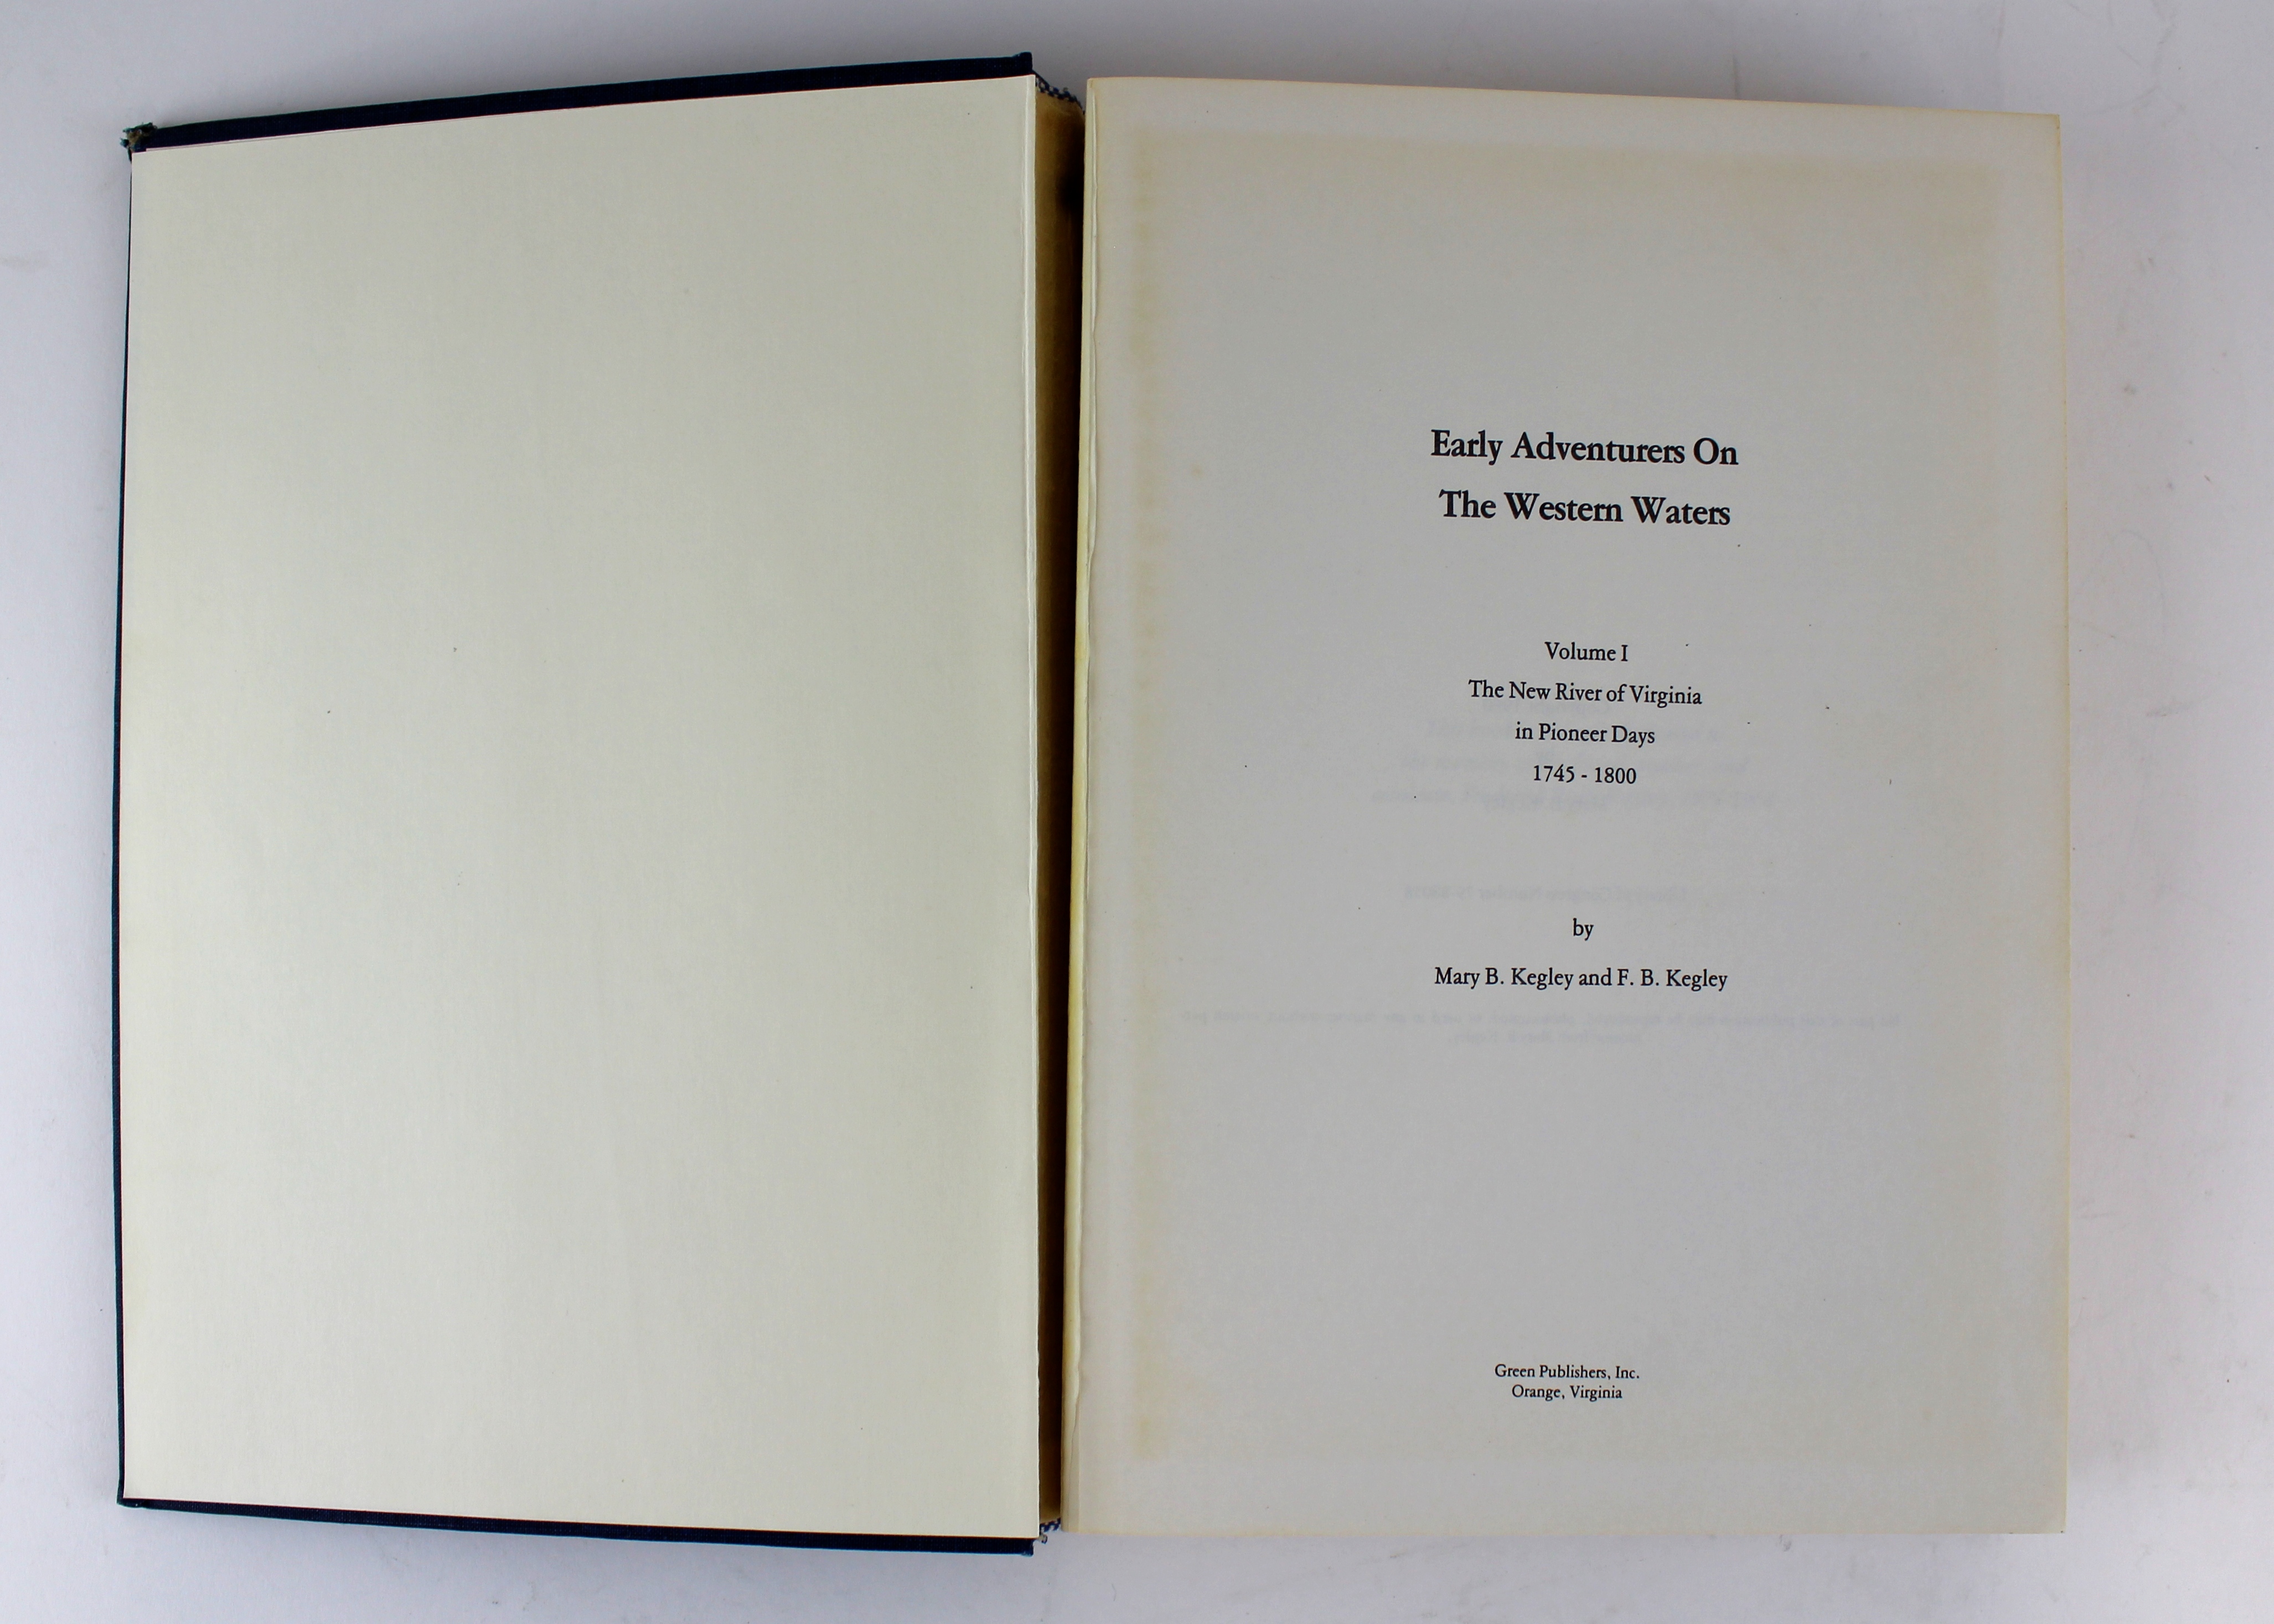 Early Adventurers On
The Western Waters
Volume I
The New River of Virginia
in Pioneer Days
1745 - 1800
by
Mary B. Kegley and F. B. Kegley
Green Publishers, Inc.
Orange, Virginia